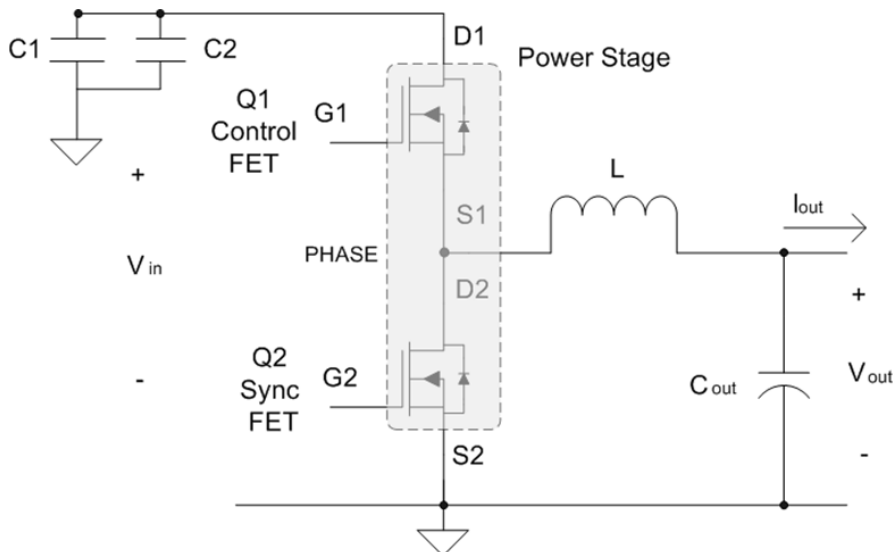 C1
C2
D1
Power Stage
Q1
Control
FET
G1
+
L
S1
Iout
PHASE
Vin
D2
+
-
Q2
Sync
FET
G2
Cout
Vout
S2
-